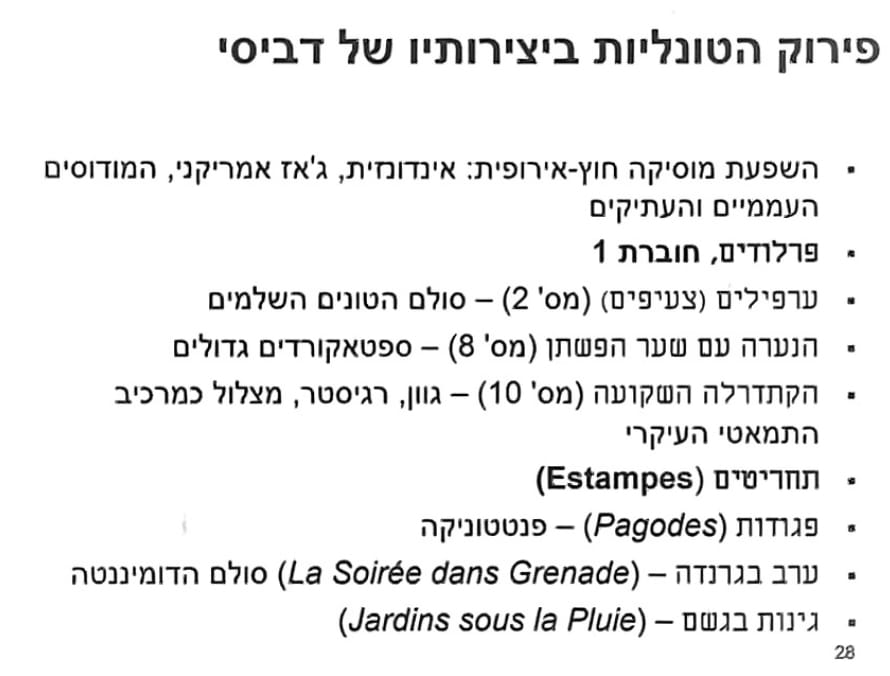 פירוק הטונליות ביצירותיו של דביסי
▪ השפעת מוסיקה חוץ-אירופית: אינדונזית, ג'אז אמריקני, המודוסים
העממיים והעתיקים
▪ פרלודים, חוברת 1
▪ ערפילים (צעיפים) (מס' 2) – סולם הטונים השלמים
▪ הנערה עם שער הפשתן (מס' 8) – ספטאקורדים גדולים
▪ הקתדרלה השקועה (מס' 10) – גוון, רגיסטר, מצלול כמרכיב
התמאטי העיקרי
▪ תחריטים (Estampes)
▪ פגודות (Pagodes) – פנטטוניקה
▪ ערב בגרנדה – (La Soirée dans Grenade) סולם הדומיננטה
▪ גינות בגשם – (Jardins sous la Pluie)
28